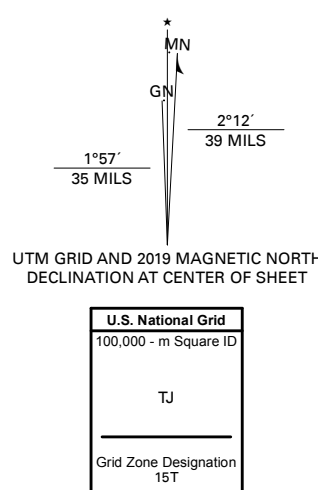 ★
MN
GN
2°12´
39 MILS
1°57´
35 MILS
UTM GRID AND 2019 MAGNETIC NORTH
DECLINATION AT CENTER OF SHEET
U.S. National Grid
100,000 - m Square ID
TJ
Grid Zone Designation
15T